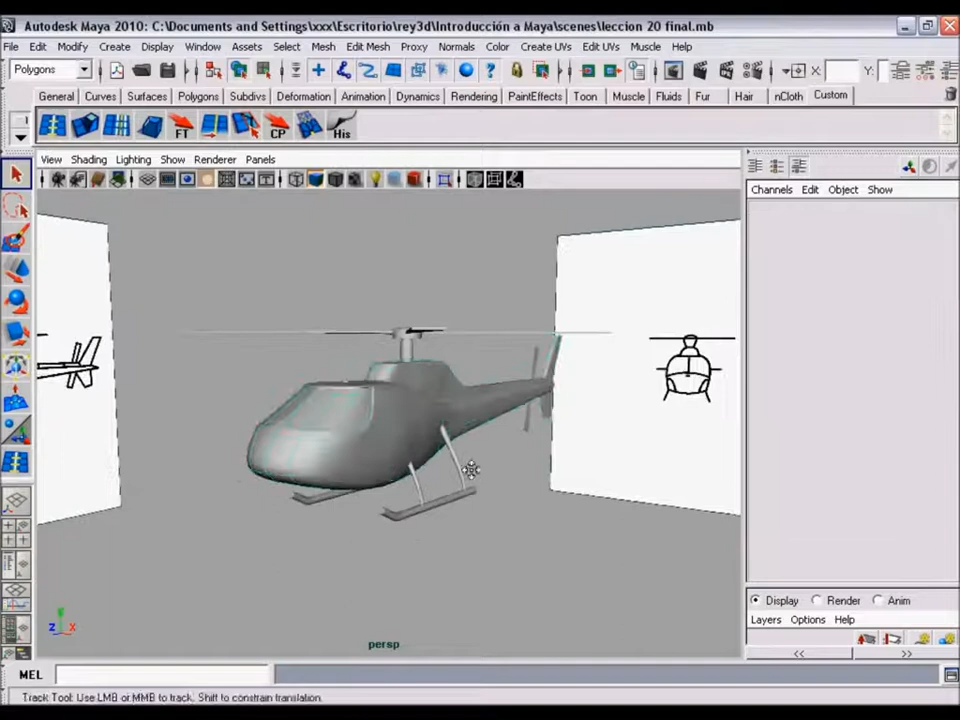 Autodesk Maya 2010: C:\Documents and Settings\xxx\Escritorio\rey3d\Introducción a Maya\scenes\leccion 20 final.mb
File Edit Modify Create Display Window Assets Select Mesh Edit Mesh Proxy Normals Color Create UVs Edit UVs Muscle Help
Polygons X: Y:
General Curves Surfaces Polygons Subdivs Deformation Animation Dynamics Rendering PaintEffects Toon Muscle Fluids Fur Hair nCloth Custom
FT CP His
View Shading Lighting Show Renderer Panels
Channels Edit Object Show
z x
persp
Display Render Anim
Layers Options Help
<< >>
MEL
Track Tool: Use LMB or MMB to track. Shift to constrain translation.